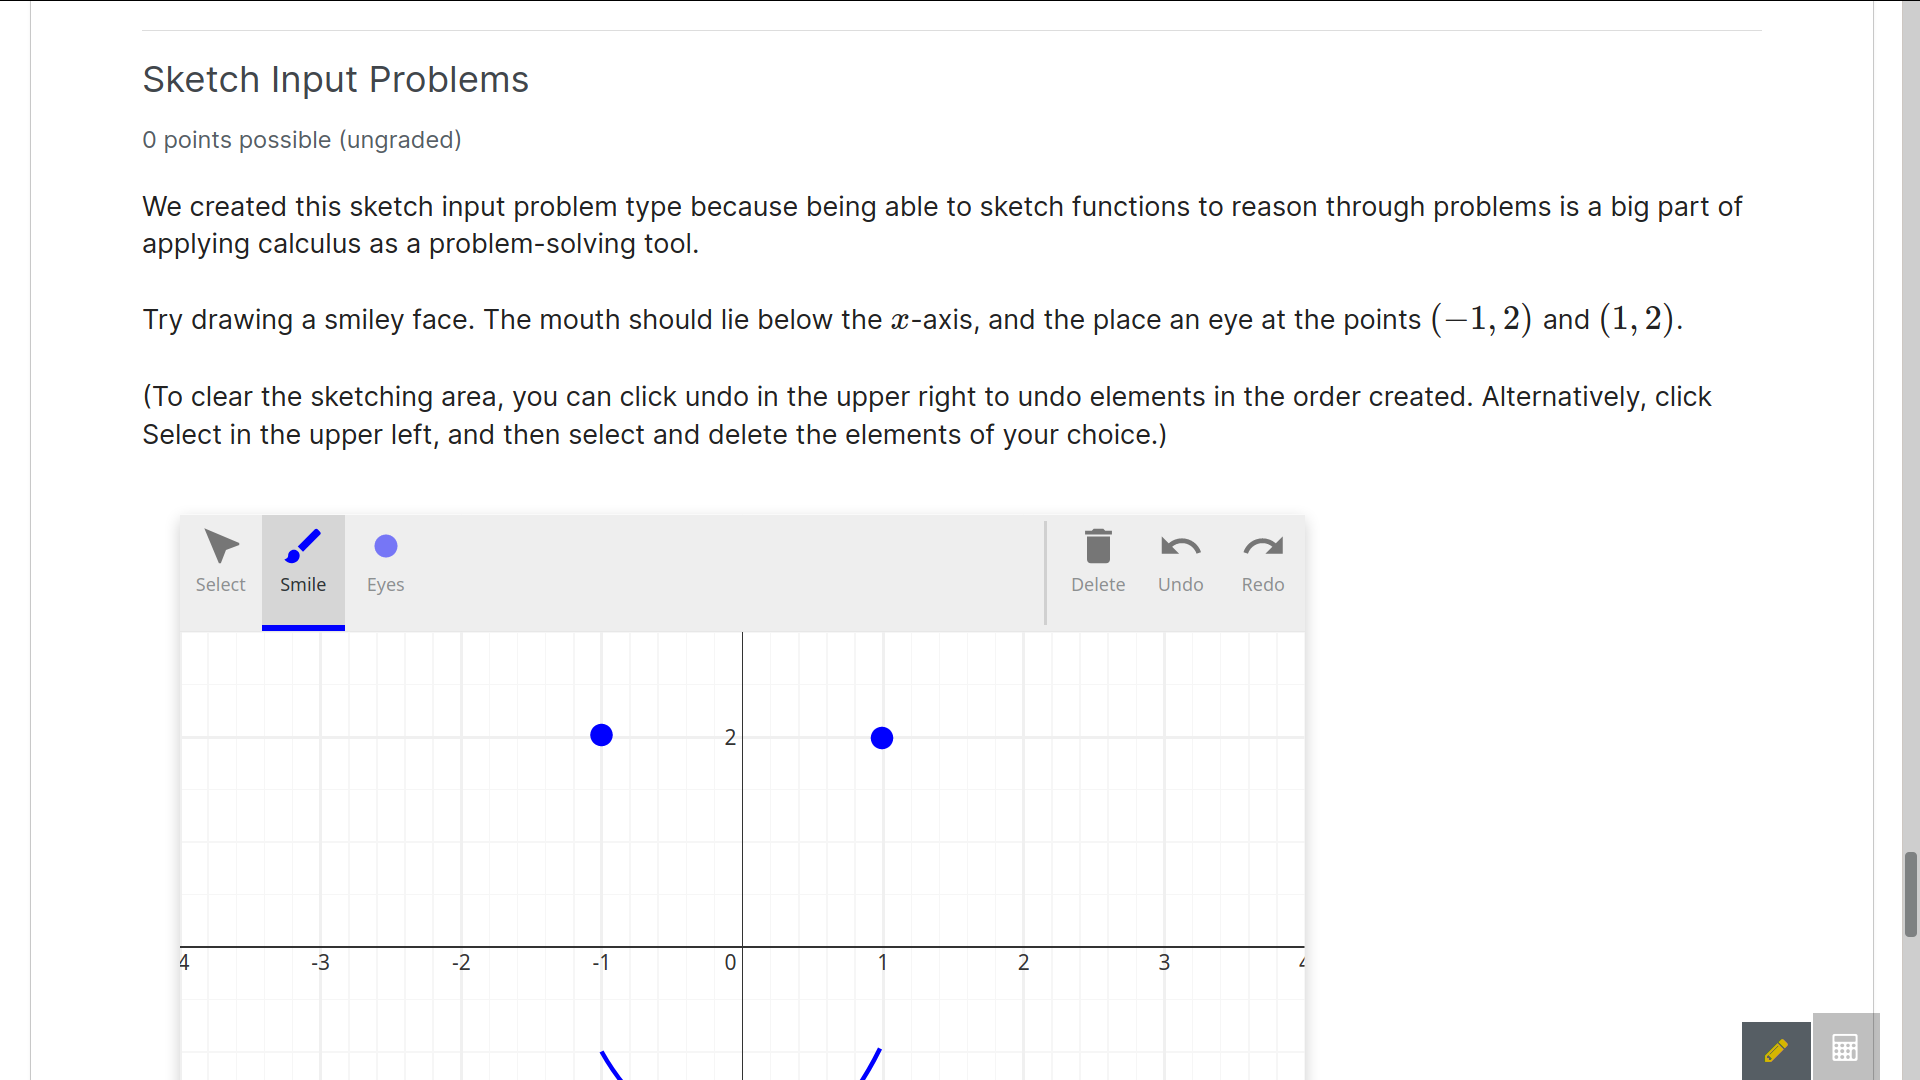 Sketch Input Problems
0 points possible (ungraded)
We created this sketch input problem type because being able to sketch functions to reason through problems is a big part of
applying calculus as a problem-solving tool.
Try drawing a smiley face. The mouth should lie below the x-axis, and the place an eye at the points (−1, 2) and (1, 2).
(To clear the sketching area, you can click undo in the upper right to undo elements in the order created. Alternatively, click
Select in the upper left, and then select and delete the elements of your choice.)
Select Smile Eyes Delete Undo Redo
2
4 -3 -2 -1 0 1 2 3 4